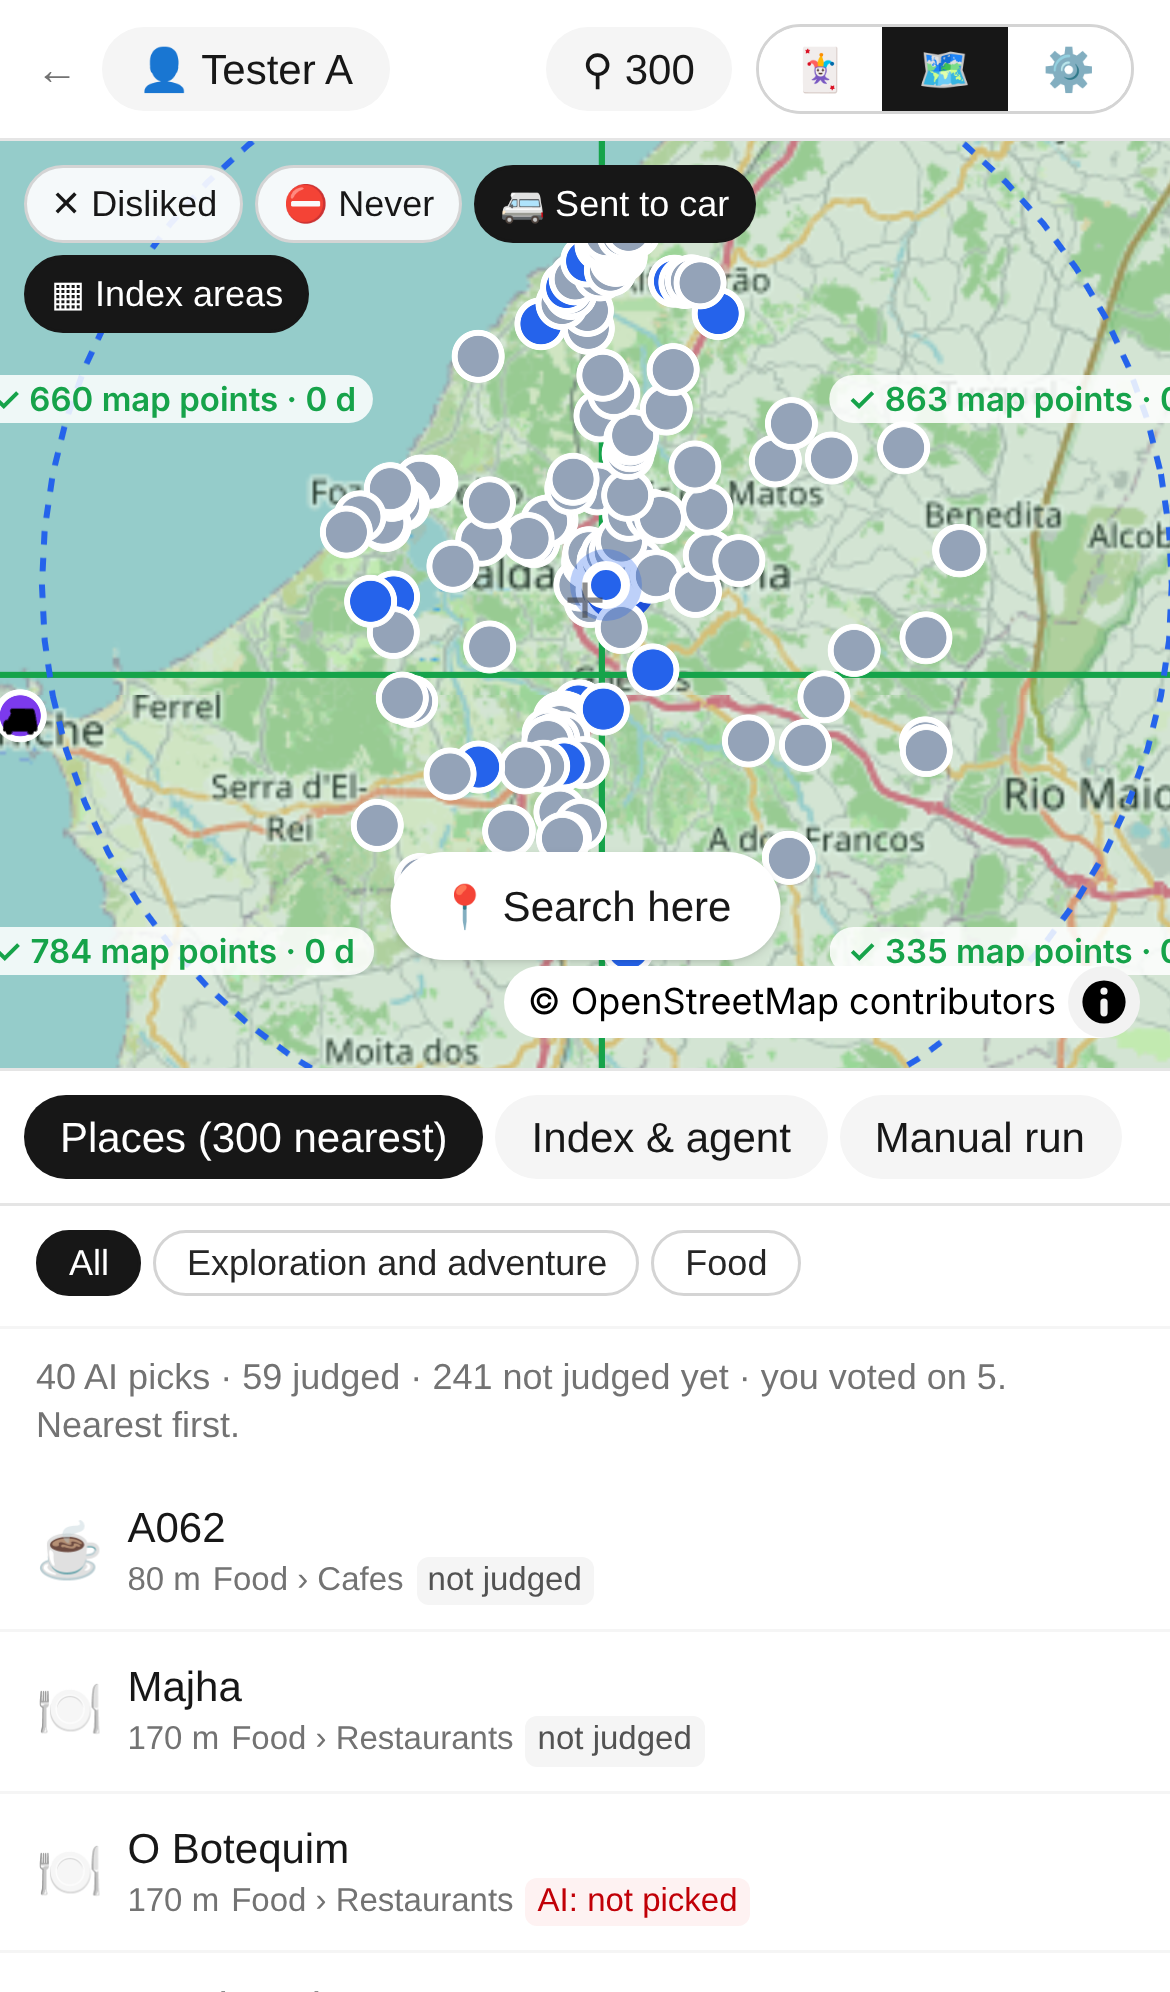 ← Tester A 300
✕ Disliked Never Sent to car
Index areas
✓ 660 map points · 0 d
✓ 863 map points ·
Matos
Benedita
Ferrel
Serra d'El-
Rei
Rio Maio
Francos
Search here
✓ 784 map points · 0 d
✓ 335 map points ·
© OpenStreetMap contributors
Moita dos
Places (300 nearest) Index & agent Manual run
All Exploration and adventure Food
40 AI picks · 59 judged · 241 not judged yet · you voted on 5.
Nearest first.
A062
80 m Food › Cafes not judged
Majha
170 m Food › Restaurants not judged
O Botequim
170 m Food › Restaurants AI: not picked